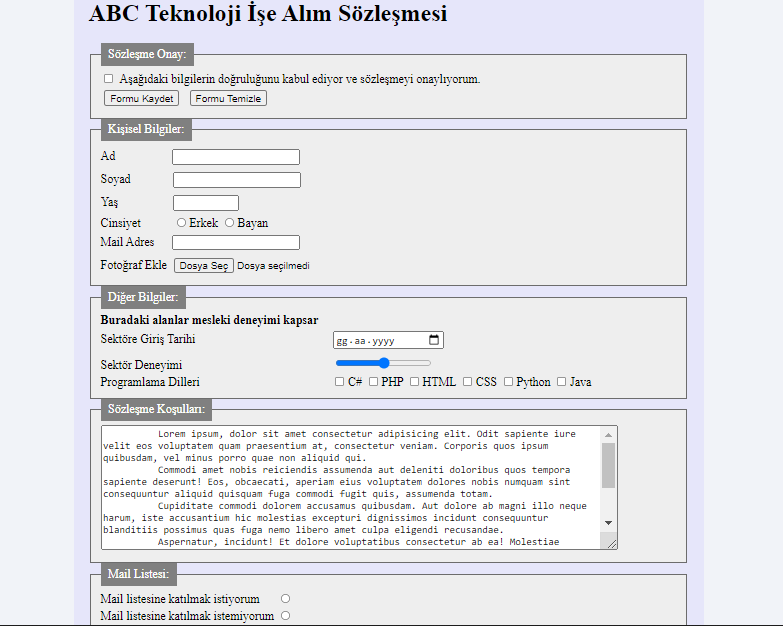 ABC Teknoloji İşe Alım Sözleşmesi
Sözleşme Onay:
Aşağıdaki bilgilerin doğruluğunu kabul ediyor ve sözleşmeyi onaylıyorum.
Formu Kaydet Formu Temizle
Kişisel Bilgiler:
Ad
Soyad
Yaş
Cinsiyet Erkek Bayan
Mail Adres
Fotoğraf Ekle Dosya Seç Dosya seçilmedi
Diğer Bilgiler:
Buradaki alanlar mesleki deneyimi kapsar
Sektöre Giriş Tarihi gg.aa.yyyy
Sektör Deneyimi
Programlama Dilleri C# PHP HTML CSS Python Java
Sözleşme Koşulları:
Lorem ipsum, dolor sit amet consectetur adipisicing elit. Odit sapiente iure
velit eos voluptatem quam praesentium at, consectetur veniam. Corporis quos ipsum
quibusdam, vel minus porro quae non aliquid qui.
Commodi amet nobis reiciendis assumenda aut deleniti doloribus quos tempora
sapiente deserunt! Eos, obcaecati, aperiam eius voluptatem dolores nobis numquam sint
consequuntur aliquid quisquam fuga commodi fugit quis, assumenda totam.
Cupiditate commodi dolorem accusamus quibusdam. Aut dolore ab magni illo neque
harum, iste accusantium hic molestias excepturi dignissimos incidunt consequuntur
blanditiis possimus quas fuga nemo libero amet culpa eligendi recusandae.
Aspernatur, incidunt! Et dolore voluptatibus consectetur ab ea! Molestiae
Mail Listesi:
Mail listesine katılmak istiyorum
Mail listesine katılmak istemiyorum